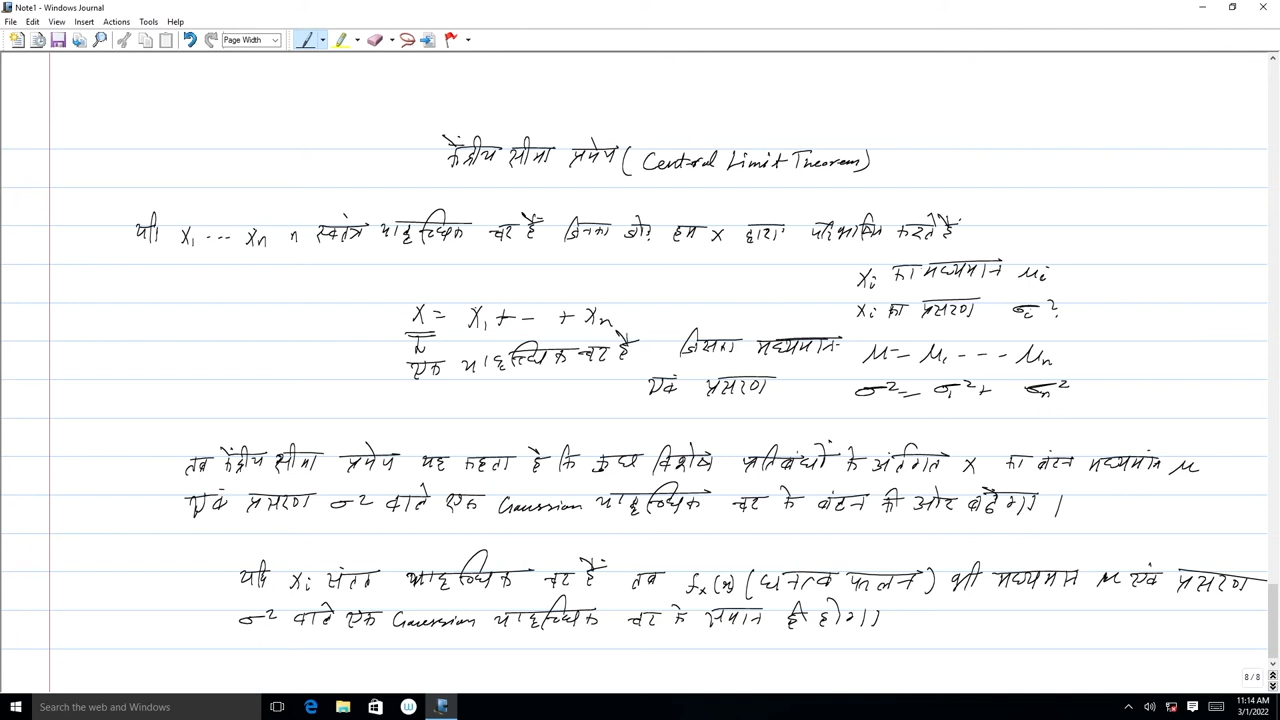 Note1 - Windows Journal
File Edit View Insert Actions Tools Help
Page Width
केंद्रीय सीमा प्रमेय (Central Limit Theorem)
यदि X₁ ... Xₙ n स्वतंत्र यादृच्छिक चर हैं जिनका हम X द्वारा परिभाषित करते हैं
Xᵢ का मध्यमान μᵢ
Xᵢ का प्रसरण σᵢ²
X = X₁ + - + Xₙ
एक यादृच्छिक चर है जिसका मध्यमान μ = μ₁ - - - μₙ
एवं प्रसरण σ² = σ₁² + σₙ²
तब केंद्रीय सीमा प्रमेय यह कहता है कि कुछ विशेष प्रतिबंधों के अंतर्गत X का बंटन मध्यमान μ
एवं प्रसरण σ² वाले एक Gaussian यादृच्छिक चर के बंटन की ओर बढ़ेगा।
यदि Xᵢ संतत यादृच्छिक चर हैं तब fₓ(x) (घनत्व फलन) भी मध्यमान μ एवं प्रसरण
σ² वाले एक Gaussian यादृच्छिक चर के समान ही होगा।
8 / 8
Search the web and Windows
11:14 AM
3/1/2022